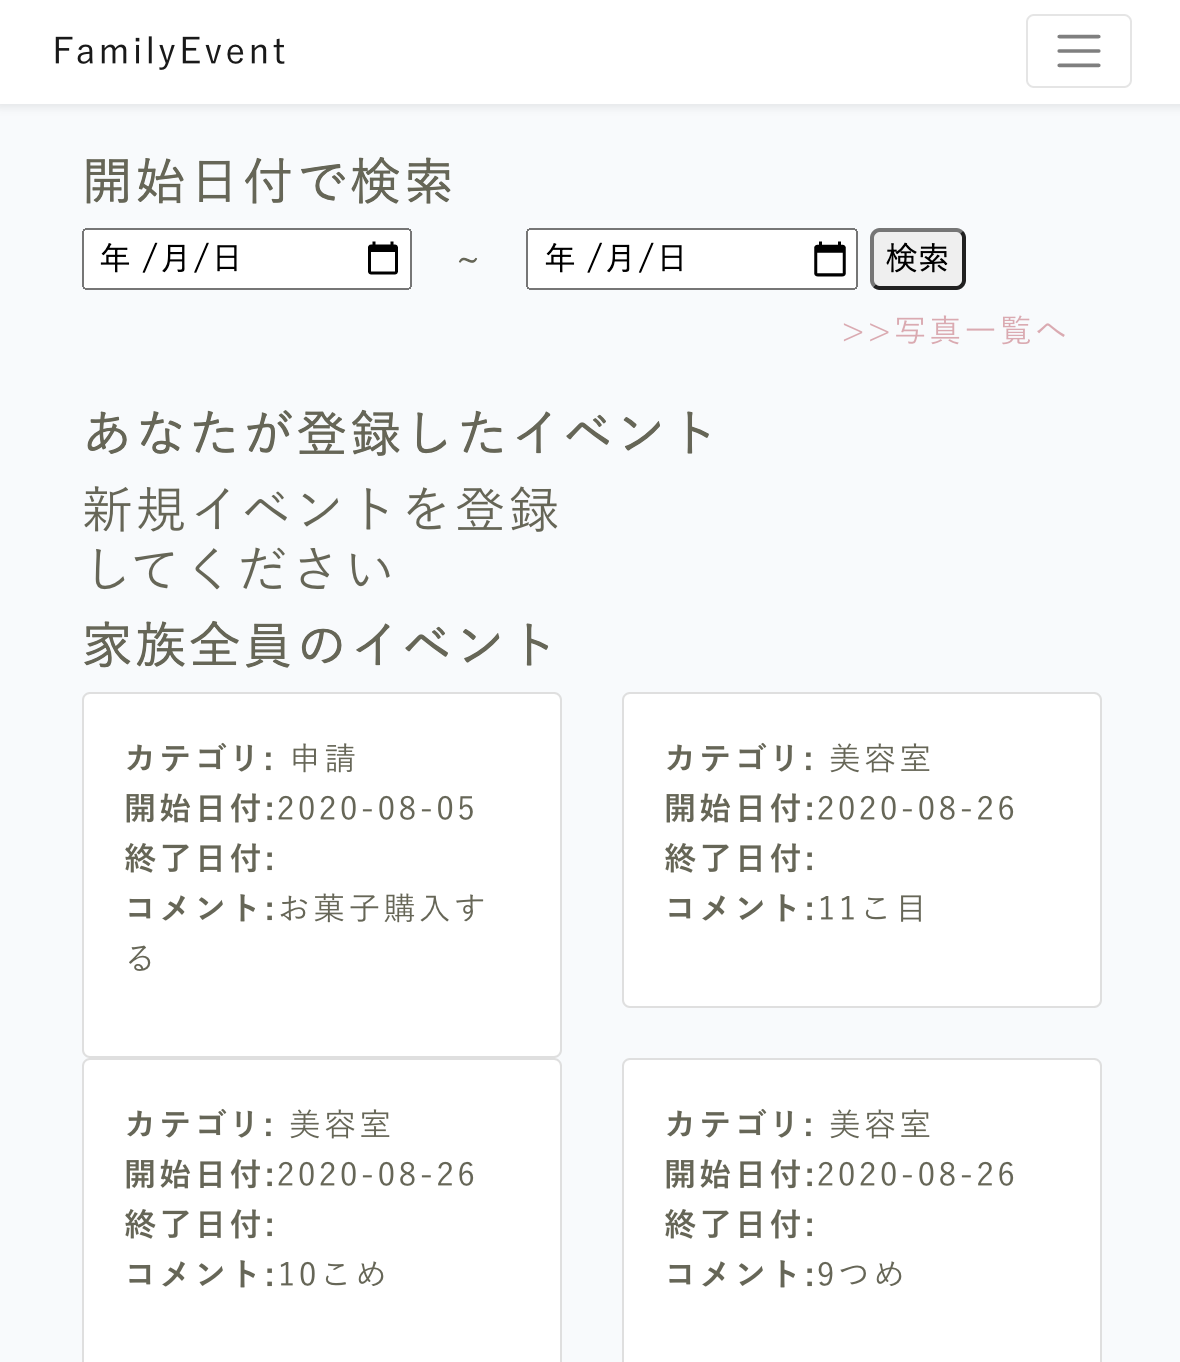 FamilyEvent
開始日付で検索
年 /月/日 ~ 年 /月/日 検索
>>写真一覧へ
あなたが登録したイベント
新規イベントを登録
してください
家族全員のイベント
カテゴリ: 申請
開始日付:2020-08-05
終了日付:
コメント:お菓子購入す
る
カテゴリ: 美容室
開始日付:2020-08-26
終了日付:
コメント:11こ目
カテゴリ: 美容室
開始日付:2020-08-26
終了日付:
コメント:10こめ
カテゴリ: 美容室
開始日付:2020-08-26
終了日付:
コメント:9つめ